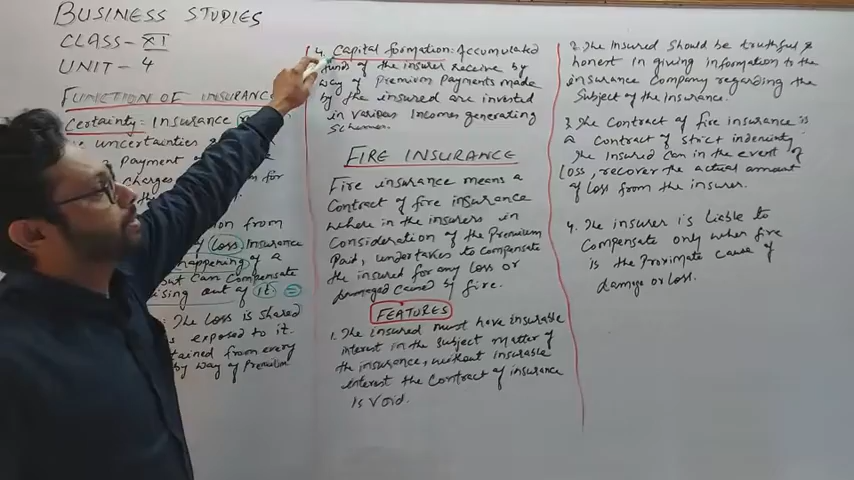 BUSINESS STUDIES
CLASS - XI
UNIT - 4
FUNCTION OF INSURANCE
Certainty: Insurance
uncertainties
Payment
charges for
ion from
of loss, Insurance
happening of a
but can compensate
ising out of it.
: The loss is shared
s exposed to it.
tained from every
by way of Premium
4. Capital formation: Accumulated
funds of the insurer receive by
way of Premium Payments made
by the insured are invested
in various Incomes generating
Schemes.
FIRE INSURANCE
Fire insurance means a
Contract of fire insurance
where in the insurers in
Consideration of the Premium
Paid, undertakes to compensate
the insured for any loss or
damaged caused by fire.
FEATURES
1. The insured must have insurable
interest in the subject matter of
the insurance, without insurable
interest the Contract of insurance
is void.
2. The Insured should be truthful &
honest in giving information to the
insurance company regarding the
Subject of the Insurance.
3. The Contract of fire insurance is
a contract of strict indemnity
The insured can in the event of
loss, recover the actual amount
of loss from the insurer.
4. The insurer is liable to
Compensate only when fire
is the Proximate cause of
damage or loss.